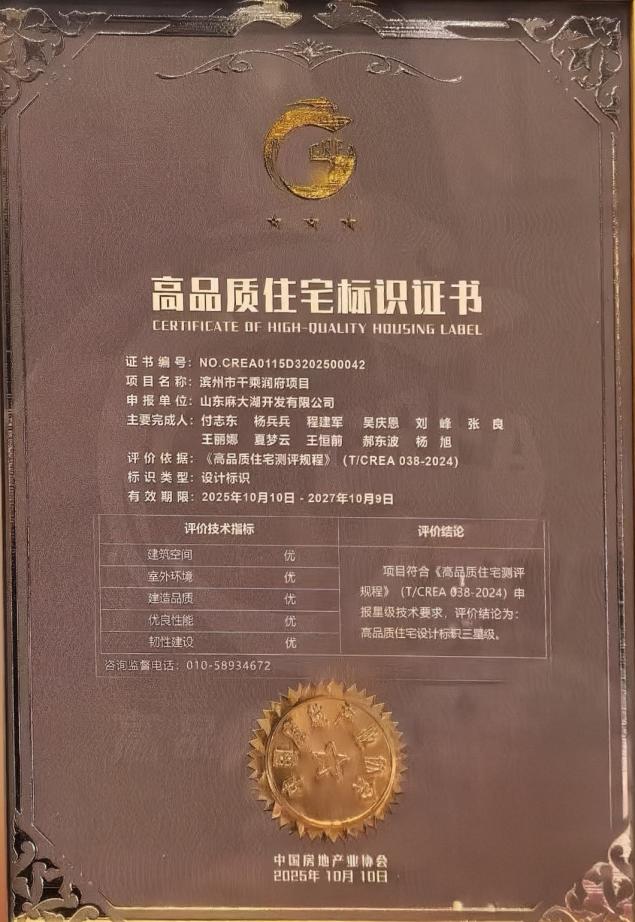 CREA
高品质住宅标识证书
CERTIFICATE OF HIGH-QUALITY HOUSING LABEL
证书编号：NO.CREA0115D3202500042
项目名称：滨州市千乘润府项目
申报单位：山东麻大湖开发有限公司
主要完成人：付志东 杨兵兵 程建军 吴庆恩 刘峰 张良
王丽娜 夏梦云 王恒前 郝东波 杨旭
评价依据：《高品质住宅测评规程》（T/CREA 038-2024）
标识类型：设计标识
有效期限：2025年10月10日 - 2027年10月9日
评价技术指标 评价结论
建筑空间 优
室外环境 优
建造品质 优
优良性能 优
韧性建设 优
项目符合《高品质住宅测评
规程》（T/CREA 038-2024）申
报星级技术要求，评价结论为：
高品质住宅设计标识三星级。
咨询监督电话：010-58934672
中国房地产业协会
中国房地产业协会
2025年 10月 10日